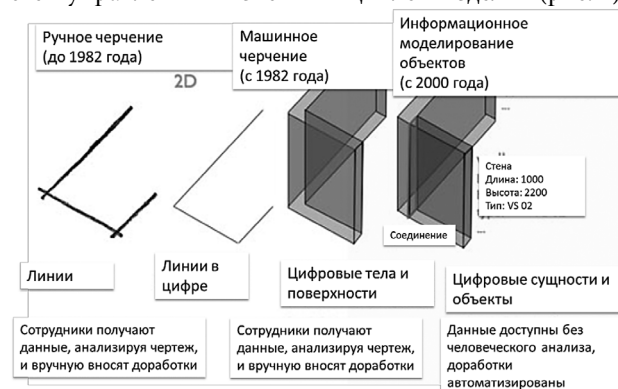 Ручное черчение
(до 1982 года)
Машинное
черчение
(с 1982 года)
Информационное
моделирование
объектов
(с 2000 года)
2D
Стена
Длина: 1000
Высота: 2200
Тип: VS 02
Соединение
Линии
Линии в
цифре
Цифровые тела и
поверхности
Цифровые сущности и
объекты
Сотрудники получают
данные, анализируя чертеж,
и вручную вносят доработки
Сотрудники получают
данные, анализируя чертеж,
и вручную вносят доработки
Данные доступны без
человеческого анализа,
доработки
автоматизированы